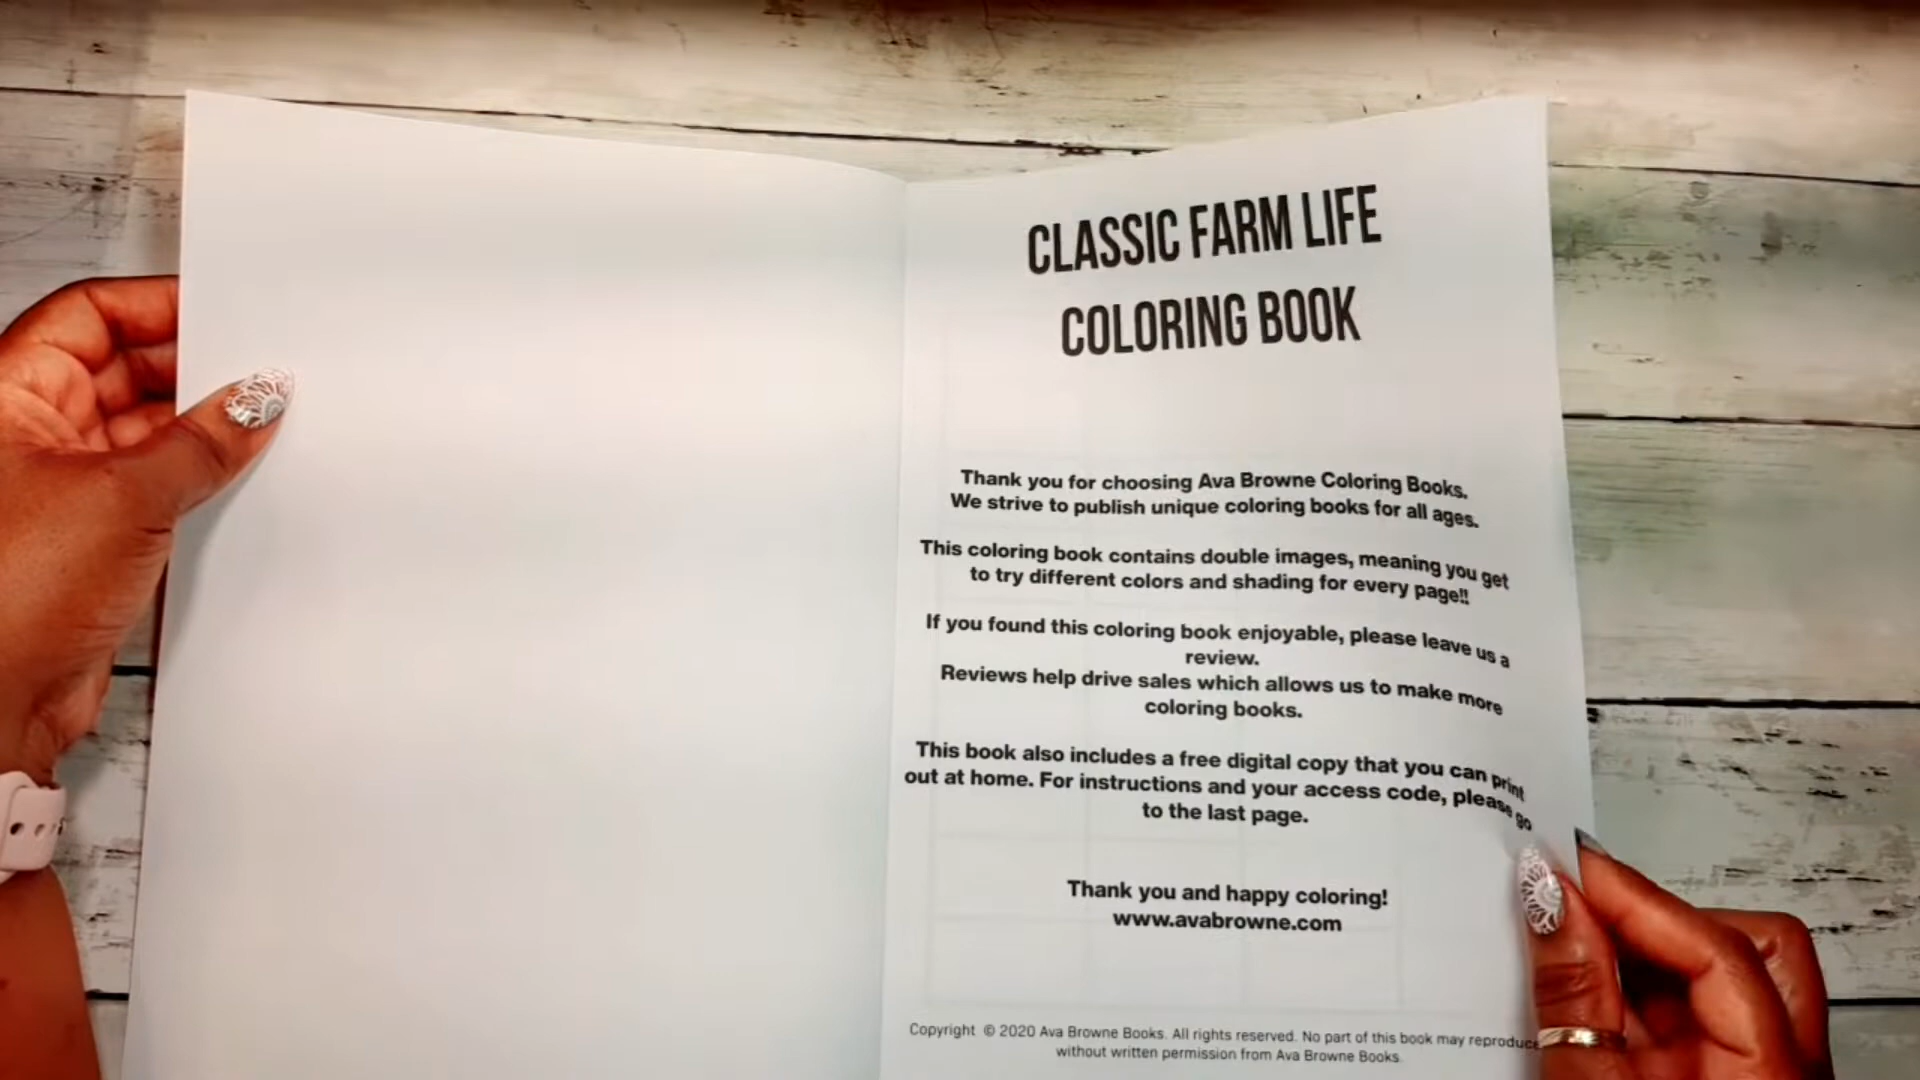 CLASSIC FARM LIFE
COLORING BOOK
Thank you for choosing Ava Browne Coloring Books.
We strive to publish unique coloring books for all ages.
This coloring book contains double images, meaning you get
to try different colors and shading for every page!!
If you found this coloring book enjoyable, please leave us a
review.
Reviews help drive sales which allows us to make more
coloring books.
This book also includes a free digital copy that you can print
out at home. For instructions and your access code, please go
to the last page.
Thank you and happy coloring!
www.avabrowne.com
Copyright © 2020 Ava Browne Books. All rights reserved. No part of this book may reproduce
without written permission from Ava Browne Books.